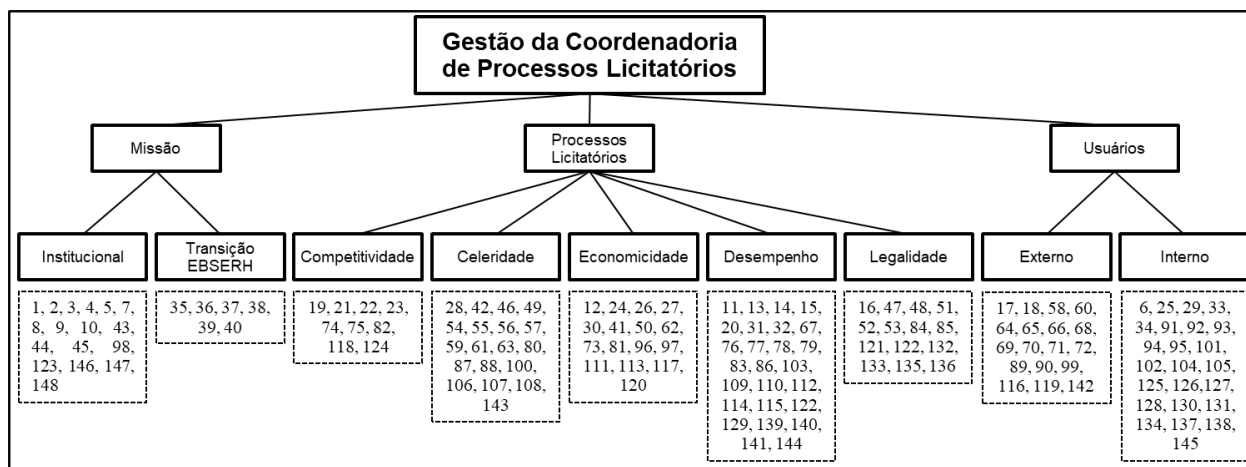 Gestão da Coordenadoria
de Processos Licitatórios
Missão
Processos
Licitatórios
Usuários
Institucional
Transição
EBSERH
Competitividade
Celeridade
Economicidade
Desempenho
Legalidade
Externo
Interno
1, 2, 3, 4, 5, 7,
8, 9, 10, 43,
44, 45, 98,
123, 146, 147,
148
35, 36, 37, 38,
39, 40
19, 21, 22, 23,
74, 75, 82,
118, 124
28, 42, 46, 49,
54, 55, 56, 57,
59, 61, 63, 80,
87, 88, 100,
106, 107, 108,
143
12, 24, 26, 27,
30, 41, 50, 62,
73, 81, 96, 97,
111, 113, 117,
120
11, 13, 14, 15,
20, 31, 32, 67,
76, 77, 78, 79,
83, 86, 103,
109, 110, 112,
114, 115, 122,
129, 139, 140,
141, 144
16, 47, 48, 51,
52, 53, 84, 85,
121, 122, 132,
133, 135, 136
17, 18, 58, 60,
64, 65, 66, 68,
69, 70, 71, 72,
89, 90, 99,
116, 119, 142
6, 25, 29, 33,
34, 91, 92, 93,
94, 95, 101,
102, 104, 105,
125, 126, 127,
128, 130, 131,
134, 137, 138,
145